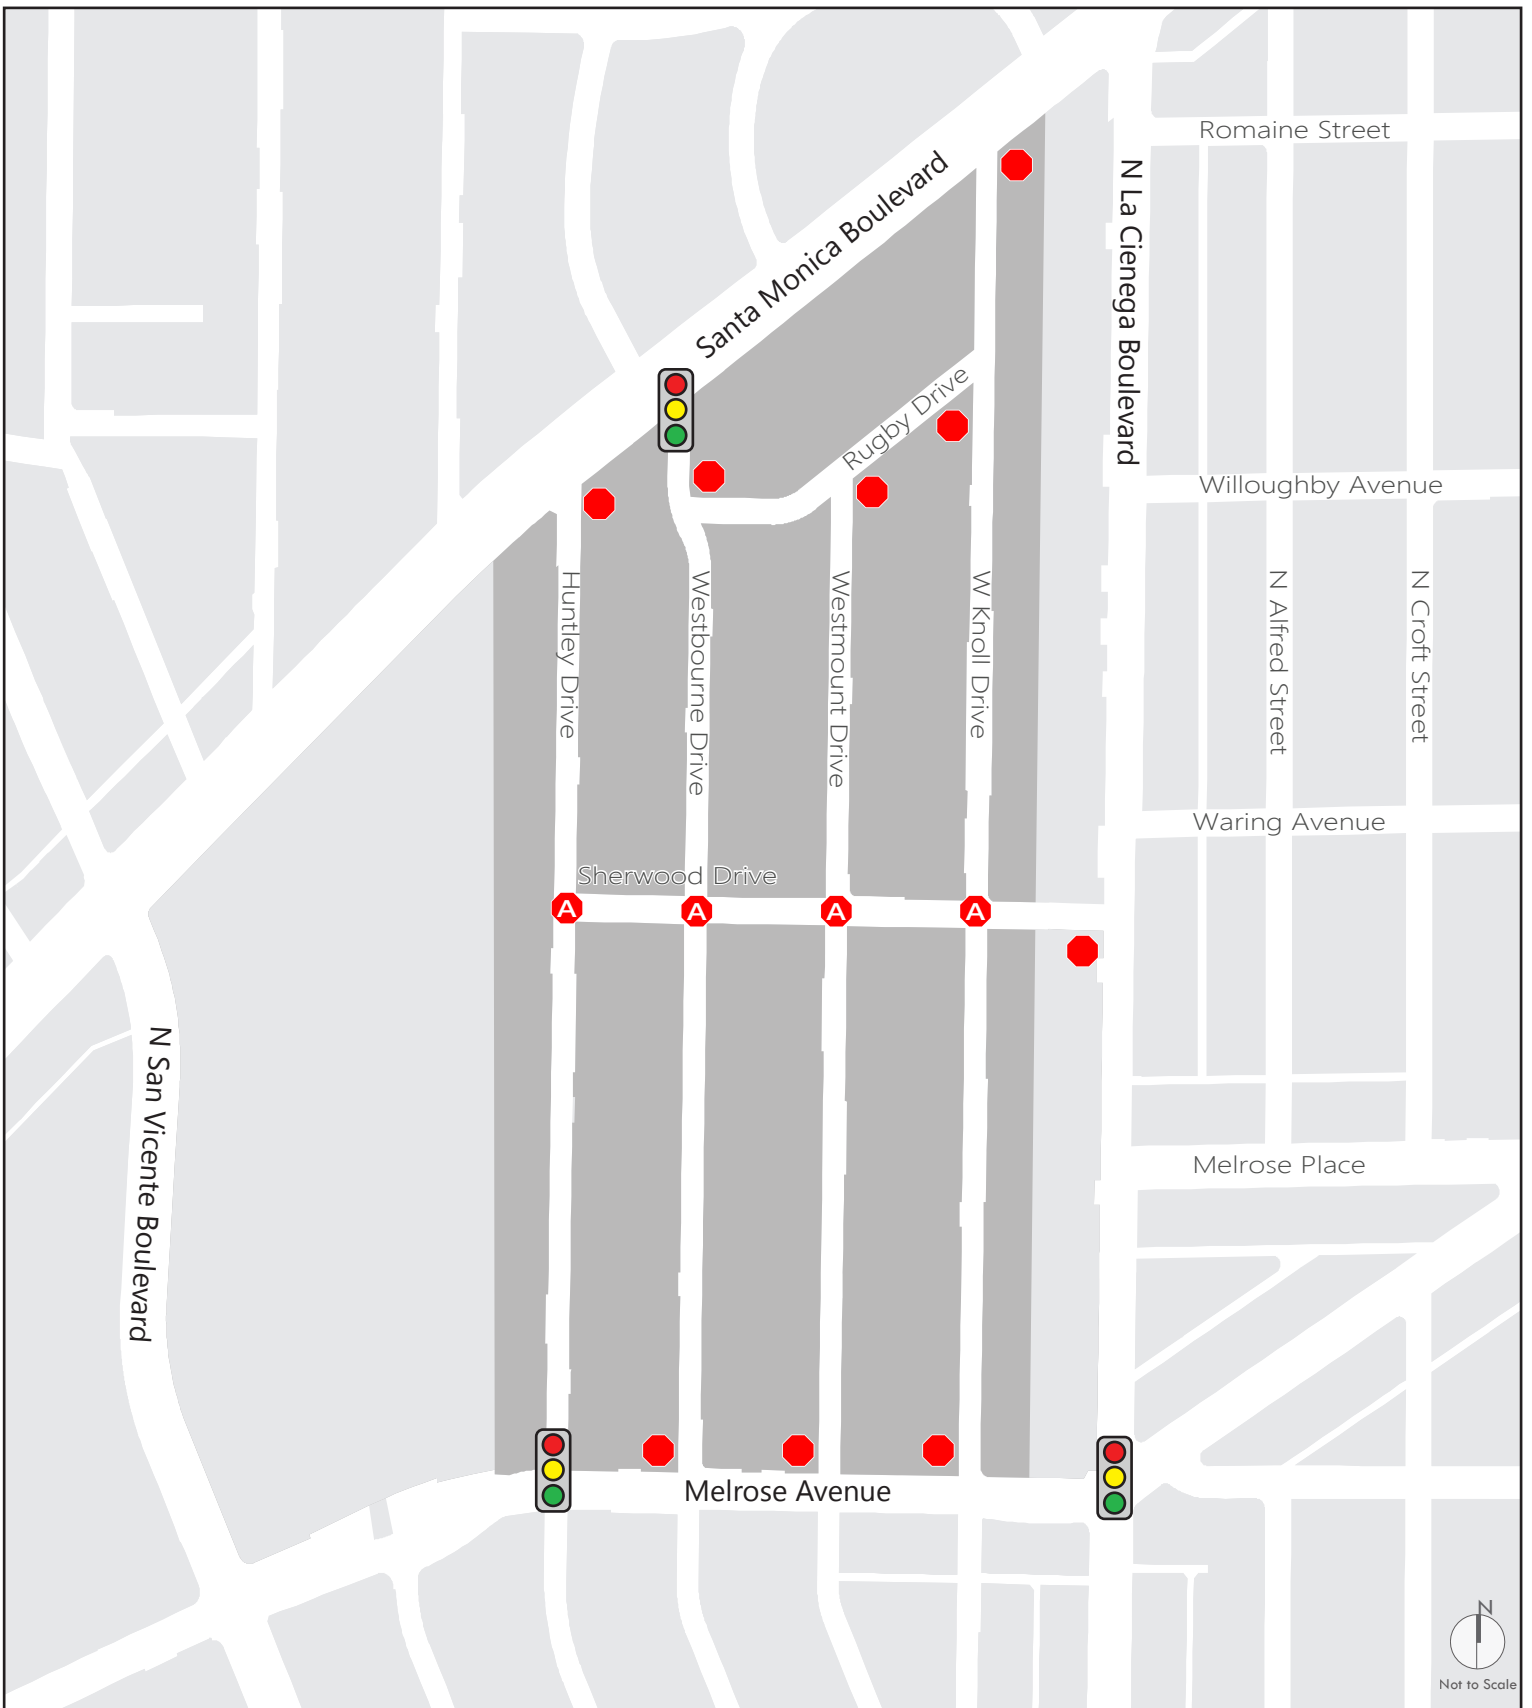 Romaine Street
Santa Monica Boulevard
N La Cienega Boulevard
Rugby Drive
Willoughby Avenue
Huntley Drive
Westbourne Drive
Westmount Drive
W Knoll Drive
N Alfred Street
N Croft Street
Waring Avenue
Sherwood Drive
A
A
A
A
N San Vicente Boulevard
Melrose Place
Melrose Avenue
N
Not to Scale